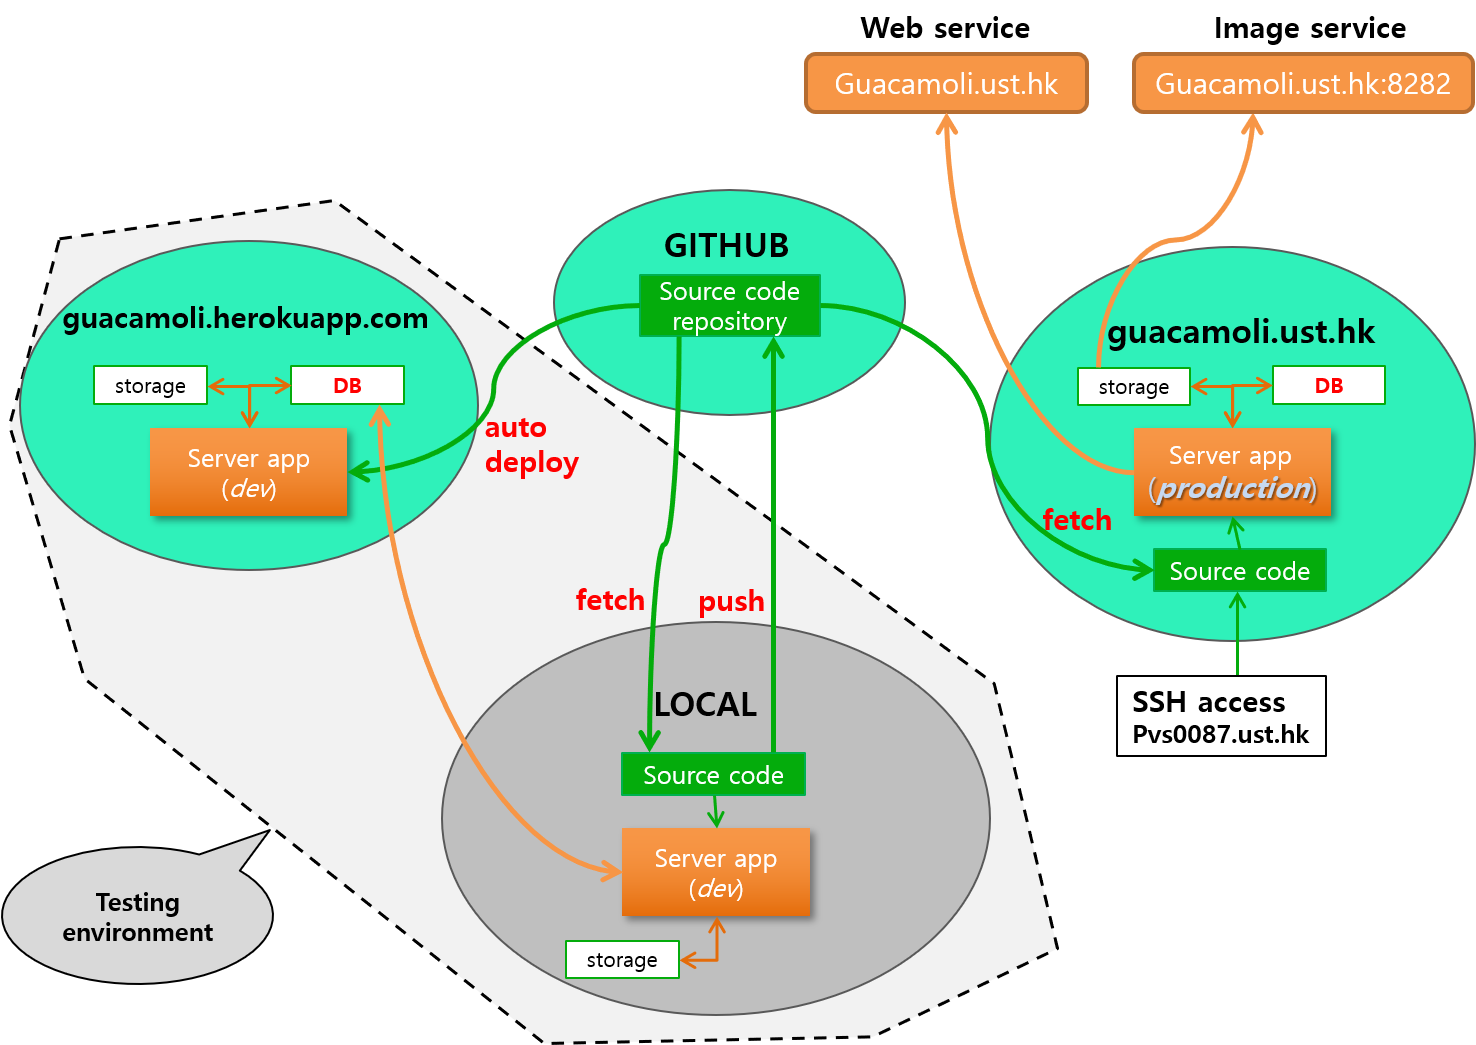 Web service
Image service
Guacamoli.ust.hk
Guacamoli.ust.hk:8282
GITHUB
Source code
repository
guacamoli.herokuapp.com
storage
DB
Server app
(dev)
auto
deploy
guacamoli.ust.hk
storage
DB
Server app
(production)
fetch
Source code
SSH access
Pvs0087.ust.hk
fetch
push
LOCAL
Source code
Server app
(dev)
storage
Testing
environment